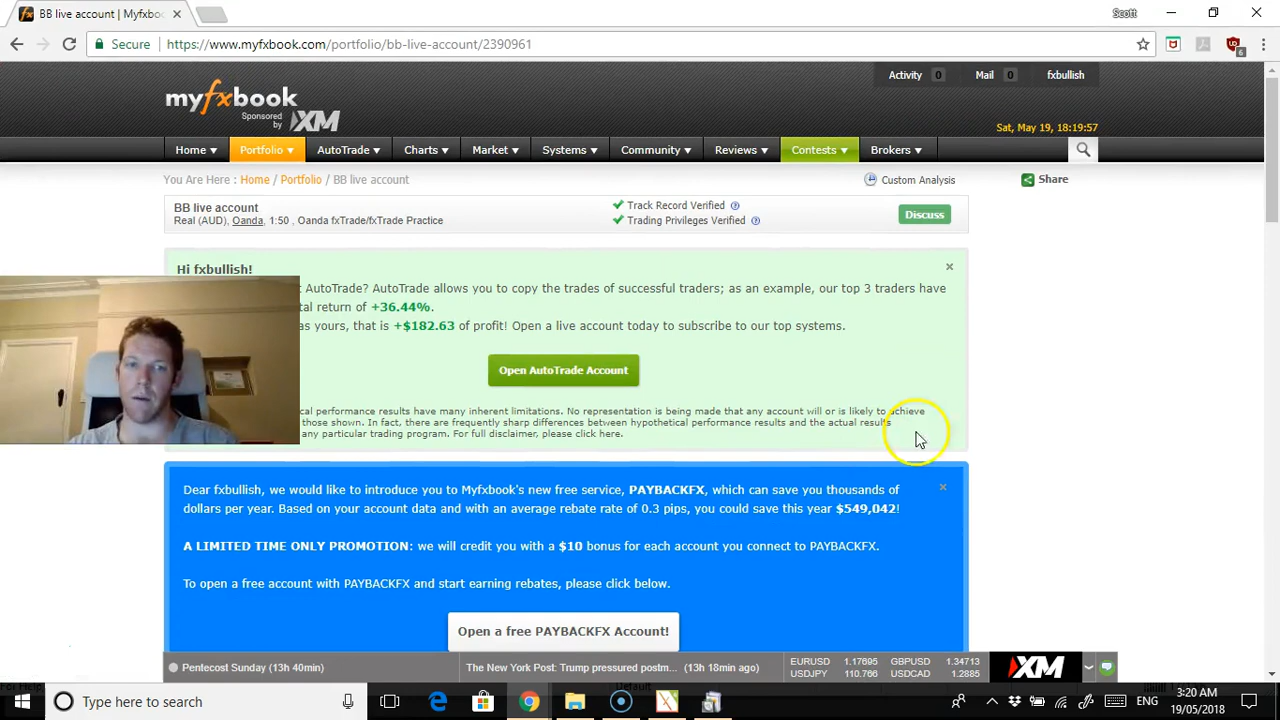 BB live account | Myfxboo
Scott
Secure
https://www.myfxbook.com/portfolio/bb-live-account/2390961
6
Activity 0 Mail 0 fxbullish
myfxbook
Sponsored by XM
Sat, May 19, 18:19:57
Home Portfolio AutoTrade Charts Market Systems Community Reviews Contests Brokers
You Are Here : Home / Portfolio / BB live account
Custom Analysis
Share
BB live account
Real (AUD), Oanda, 1:50 , Oanda fxTrade/fxTrade Practice
Track Record Verified
Trading Privileges Verified
Discuss
Hi fxbullish!
AutoTrade? AutoTrade allows you to copy the trades of successful traders; as an example, our top 3 traders have
return of +36.44%.
as yours, that is +$182.63 of profit! Open a live account today to subscribe to our top systems.
Open AutoTrade Account
performance results have many inherent limitations. No representation is being made that any account will or is likely to achieve
those shown. In fact, there are frequently sharp differences between hypothetical performance results and the actual results
any particular trading program. For full disclaimer, please click here.
Dear fxbullish, we would like to introduce you to Myfxbook's new free service, PAYBACKFX, which can save you thousands of
dollars per year. Based on your account data and with an average rebate rate of 0.3 pips, you could save this year $549,042!
A LIMITED TIME ONLY PROMOTION: we will credit you with a $10 bonus for each account you connect to PAYBACKFX.
To open a free account with PAYBACKFX and start earning rebates, please click below.
Open a free PAYBACKFX Account!
Pentecost Sunday (13h 40min)
The New York Post: Trump pressured postm... (13h 18min ago)
EURUSD 1.17695 GBPUSD 1.34713
USDJPY 110.766 USDCAD 1.2885
XM
Type here to search
ENG
3:20 AM
19/05/2018